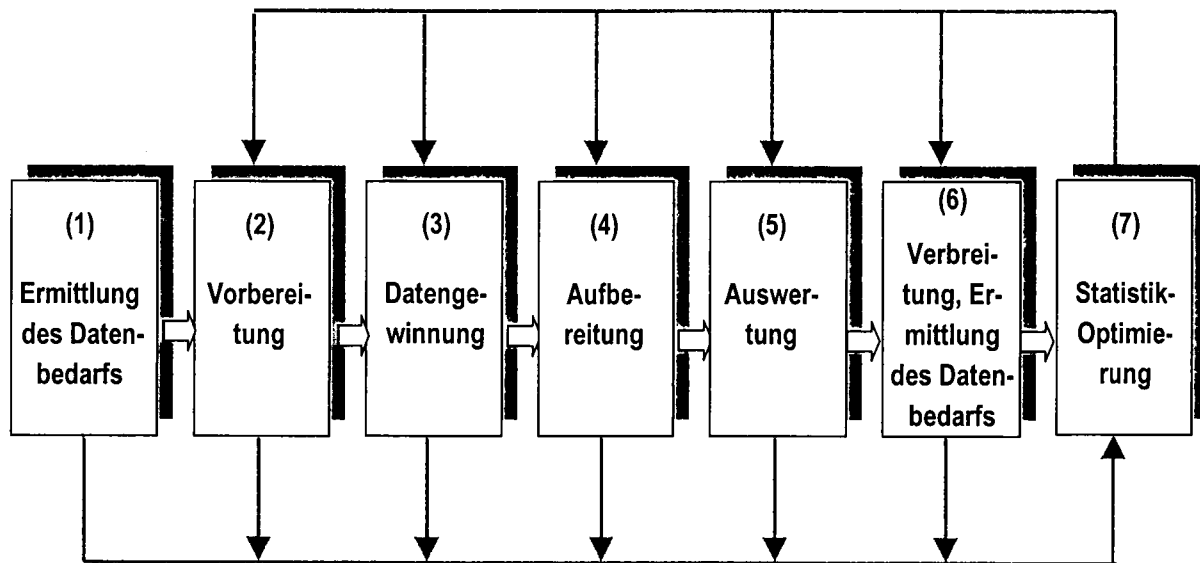 (1)
Ermittlung
des Daten-
bedarfs
(2)
Vorberei-
tung
(3)
Datenge-
winnung
(4)
Aufbe-
reitung
(5)
Auswer-
tung
(6)
Verbrei-
tung, Er-
mittlung
des Daten-
bedarfs
(7)
Statistik-
Optimie-
rung